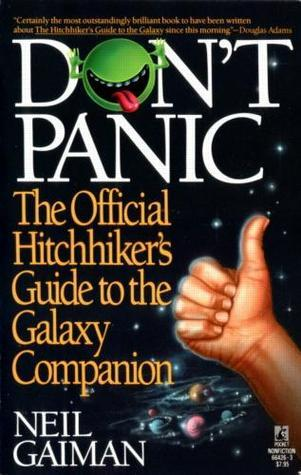 "Certainly the most outstandingly brilliant book to have been written
about The Hitchhiker's Guide to the Galaxy since this morning"—Douglas Adams
DON'T
PANIC
The Official
Hitchhiker's
Guide to the
Galaxy
Companion
NEIL
GAIMAN
POCKET
NONFICTION
66426-3
$7.95